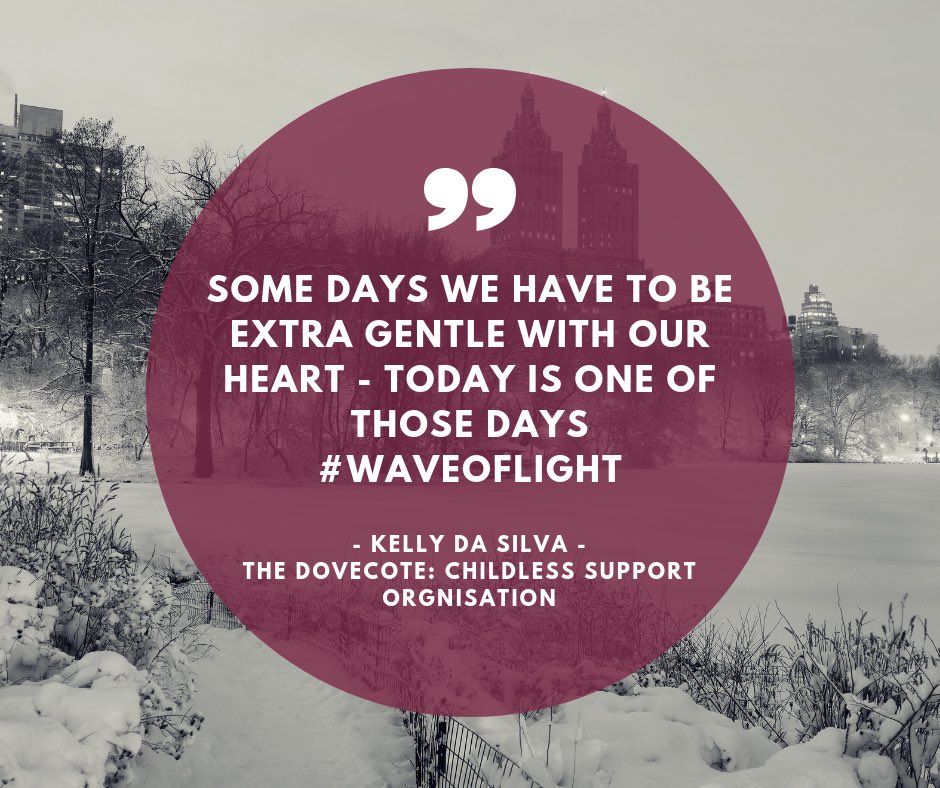 SOME DAYS WE HAVE TO BE
EXTRA GENTLE WITH OUR
HEART - TODAY IS ONE OF
THOSE DAYS
#WAVEOFLIGHT
- KELLY DA SILVA -
THE DOVECOTE: CHILDLESS SUPPORT
ORGNISATION